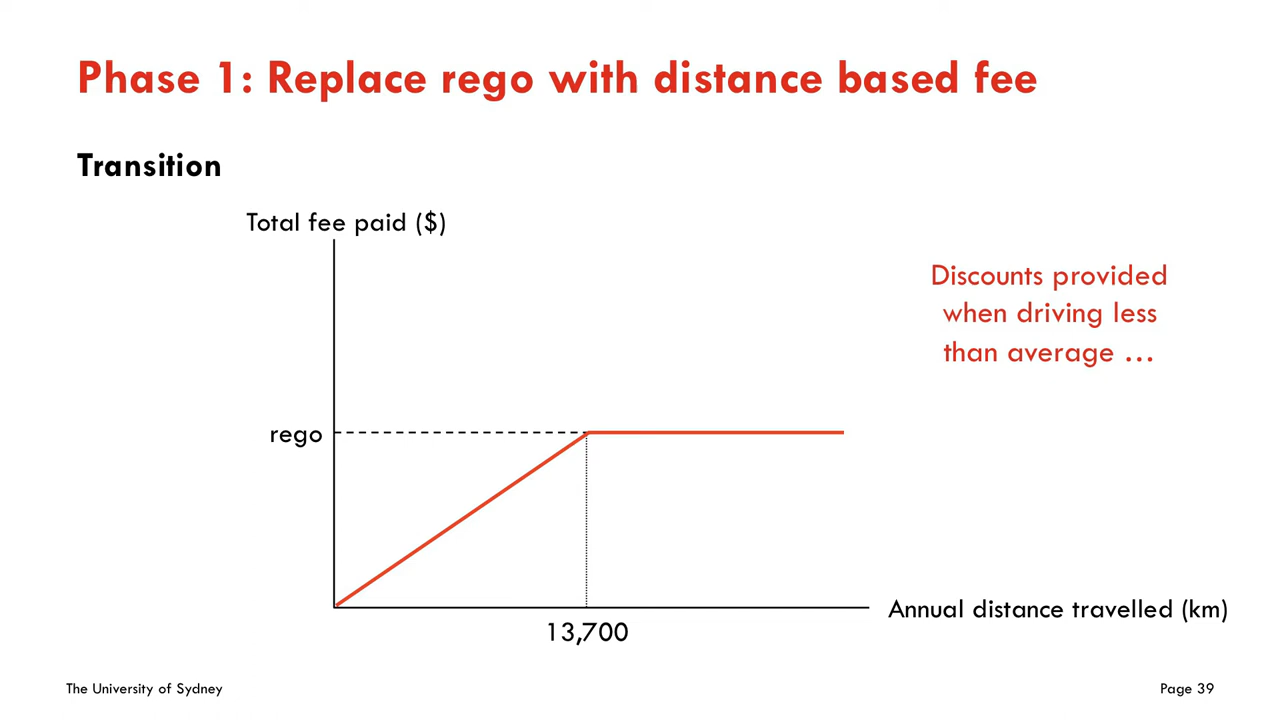 Phase 1: Replace rego with distance based fee
Transition
Total fee paid ($)
Discounts provided
when driving less
than average …
rego
Annual distance travelled (km)
13,700
The University of Sydney
Page 39